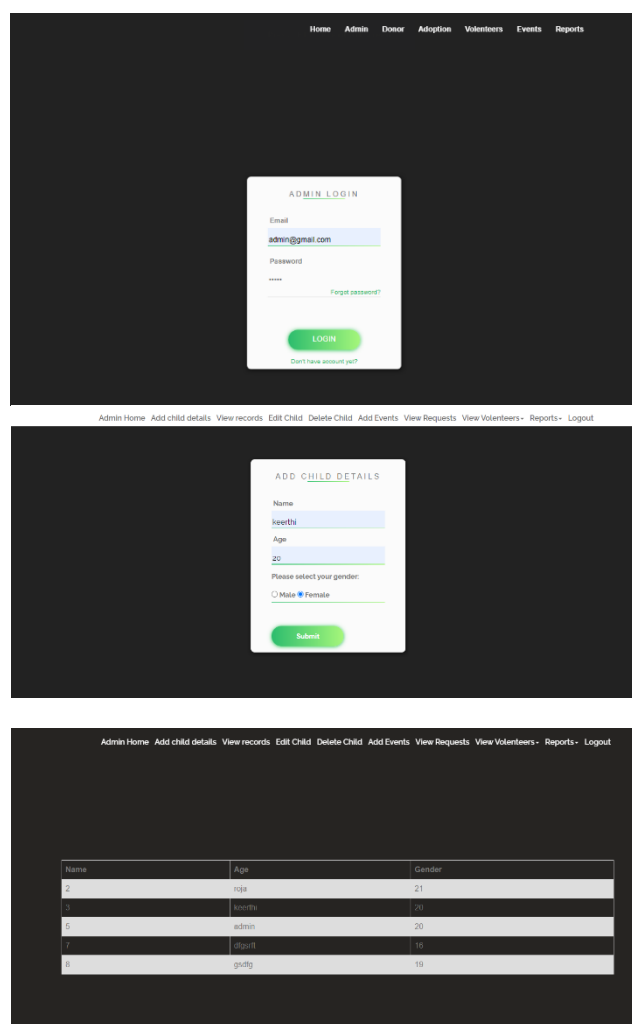 Home Admin Donor Adoption Volenteers Events Reports
ADMIN LOGIN
Email
admin@gmail.com
Password
•••••
Forget password?
LOGIN
Don't have account yet?
Admin Home Add child details View records Edit Child Delete Child Add Events View Requests View Volenteers Reports Logout
ADD CHILD DETAILS
Name
keerthi
Age
20
Please select your gender:
Male Female
Submit
Admin Home Add child details View records Edit Child Delete Child Add Events View Requests View Volenteers Reports Logout
Name Age Gender
2 roja 21
3 keerthi 20
5 admin 20
7 16
8 19